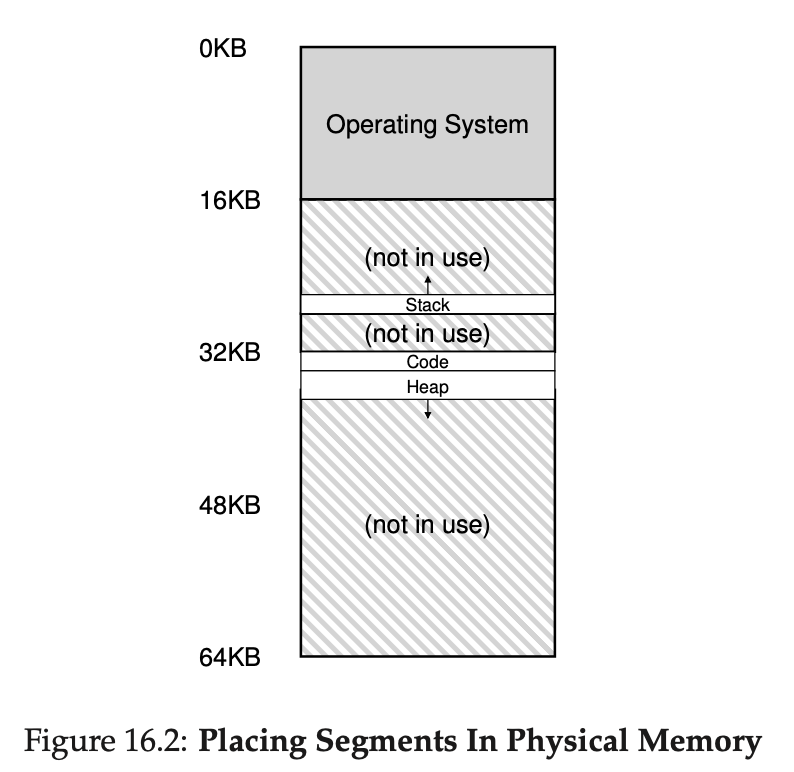 0KB
Operating System
16KB
(not in use)
Stack
(not in use)
32KB
Code
Heap
48KB
(not in use)
64KB
Figure 16.2: Placing Segments In Physical Memory